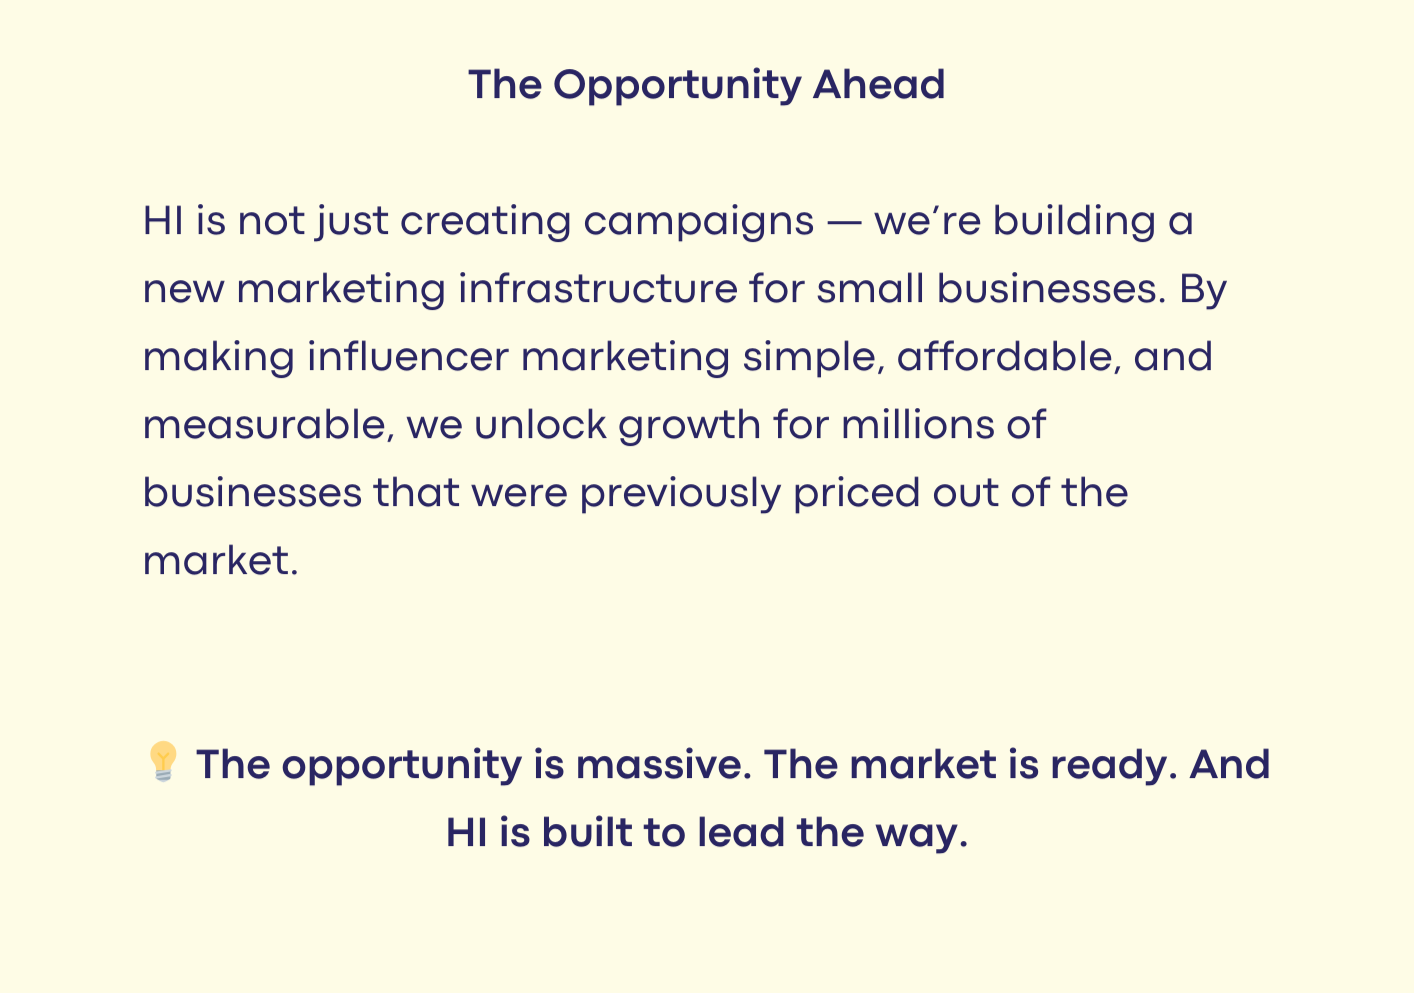 The Opportunity Ahead
HI is not just creating campaigns — we’re building a
new marketing infrastructure for small businesses. By
making influencer marketing simple, affordable, and
measurable, we unlock growth for millions of
businesses that were previously priced out of the
market.
💡 The opportunity is massive. The market is ready. And
HI is built to lead the way.